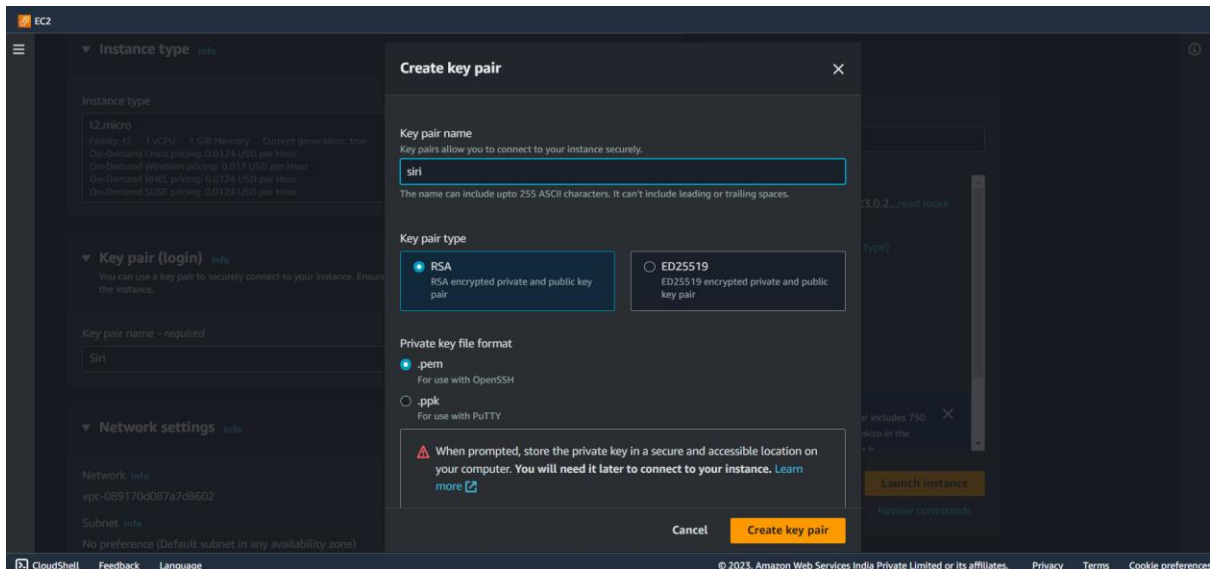 EC2
Instance type Info
Instance type
t2.micro
Family: t2 1 vCPU 1 GiB Memory Current generation: true
On-Demand Linux pricing: 0.0124 USD per Hour
On-Demand Windows pricing: 0.017 USD per Hour
On-Demand RHEL pricing: 0.0724 USD per Hour
On-Demand SUSE pricing: 0.0124 USD per Hour
Key pair (login) Info
You can use a key pair to securely connect to your instance. Ensure
the instance.
Key pair name - required
Siri
Network settings Info
Network Info
vpc-089170d087a7d8602
Subnet Info
No preference (Default subnet in any availability zone)
Create key pair
Key pair name
Key pairs allow you to connect to your instance securely.
siri
The name can include upto 255 ASCII characters. It can't include leading or trailing spaces.
Key pair type
RSA
RSA encrypted private and public key
pair
ED25519
ED25519 encrypted private and public
key pair
Private key file format
.pem
For use with OpenSSH
.ppk
For use with PuTTY
When prompted, store the private key in a secure and accessible location on
your computer. You will need it later to connect to your instance. Learn
more
Cancel Create key pair
23.0.2...read more
type)
includes 750
micro in the
Launch instance
Review commands
CloudShell Feedback Language © 2023, Amazon Web Services India Private Limited or its affiliates. Privacy Terms Cookie preferences